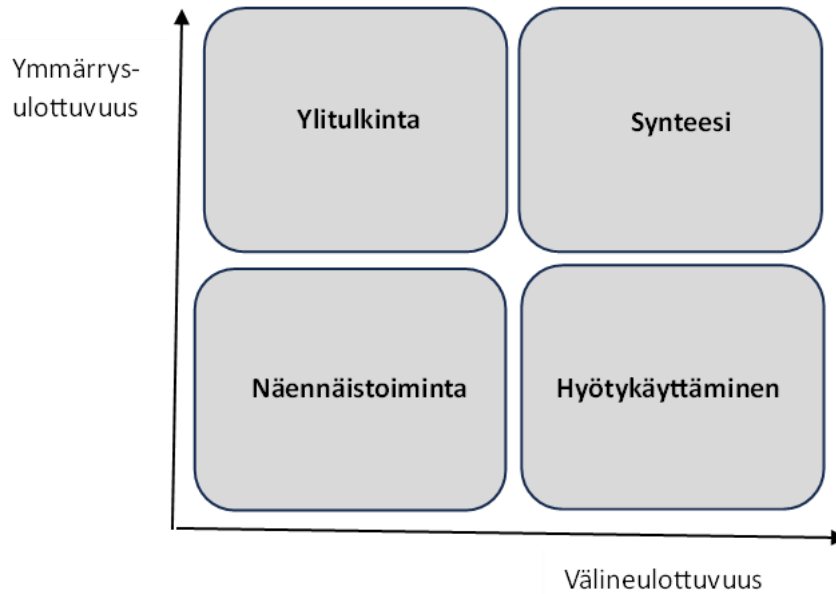 Ymmärrys-
ulottuvuus
Ylitulkinta
Synteesi
Näennäistoiminta
Hyötykäyttäminen
Välineulottuvuus